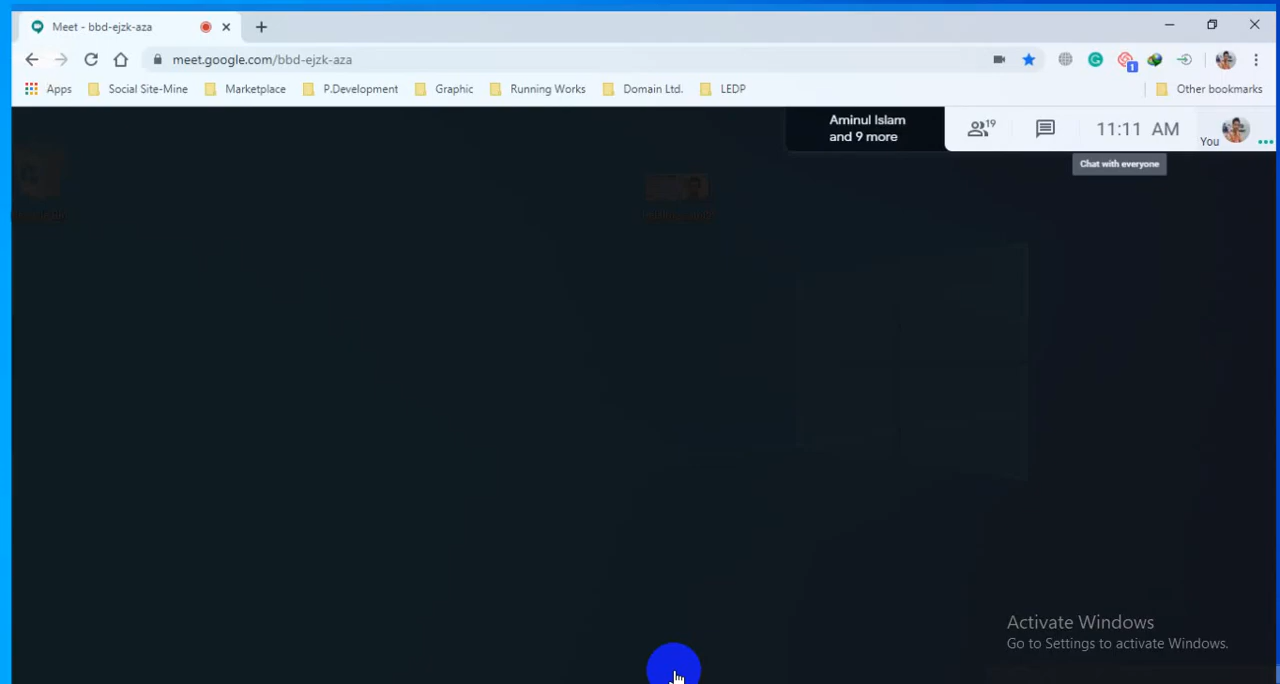 Meet - bbd-ejzk-aza
meet.google.com/bbd-ejzk-aza
1
Apps
Social Site-Mine
Marketplace
P.Development
Graphic
Running Works
Domain Ltd.
LEDP
Other bookmarks
Aminul Islam
and 9 more
19
11:11 AM
You
Chat with everyone
Activate Windows
Go to Settings to activate Windows.